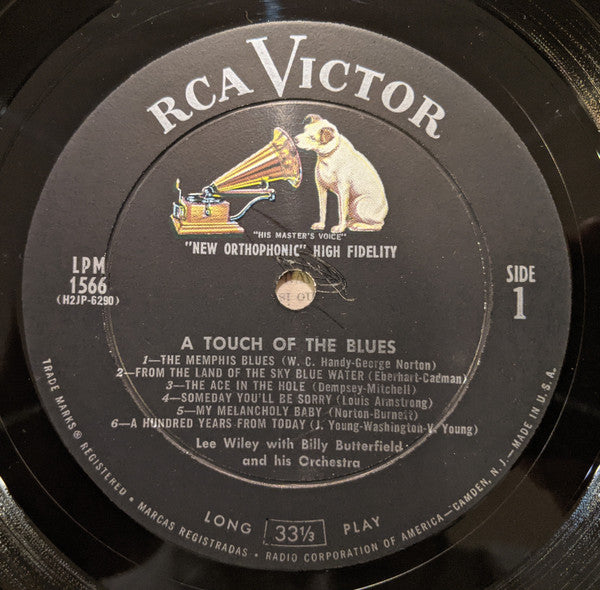 RCA VICTOR
"HIS MASTER'S VOICE"
"NEW ORTHOPHONIC" HIGH FIDELITY
LPM
1566
(H2JP-6290)
SIDE
1
A TOUCH OF THE BLUES
1—THE MEMPHIS BLUES (W. C. Handy-George Norton)
2—FROM THE LAND OF THE SKY BLUE WATER (Eberhart-Cadman)
3—THE ACE IN THE HOLE (Dempsey-Mitchell)
4—SOMEDAY YOU'LL BE SORRY (Louis Armstrong)
5—MY MELANCHOLY BABY (Norton-Burnett)
6—A HUNDRED YEARS FROM TODAY (J. Young-Washington-V. Young)
Lee Wiley with Billy Butterfield
and his Orchestra
LONG 33⅓ PLAY
TRADE MARKS ® REGISTERED • MARCAS REGISTRADAS • RADIO CORPORATION OF AMERICA—CAMDEN, N. J.—MADE IN U.S.A.